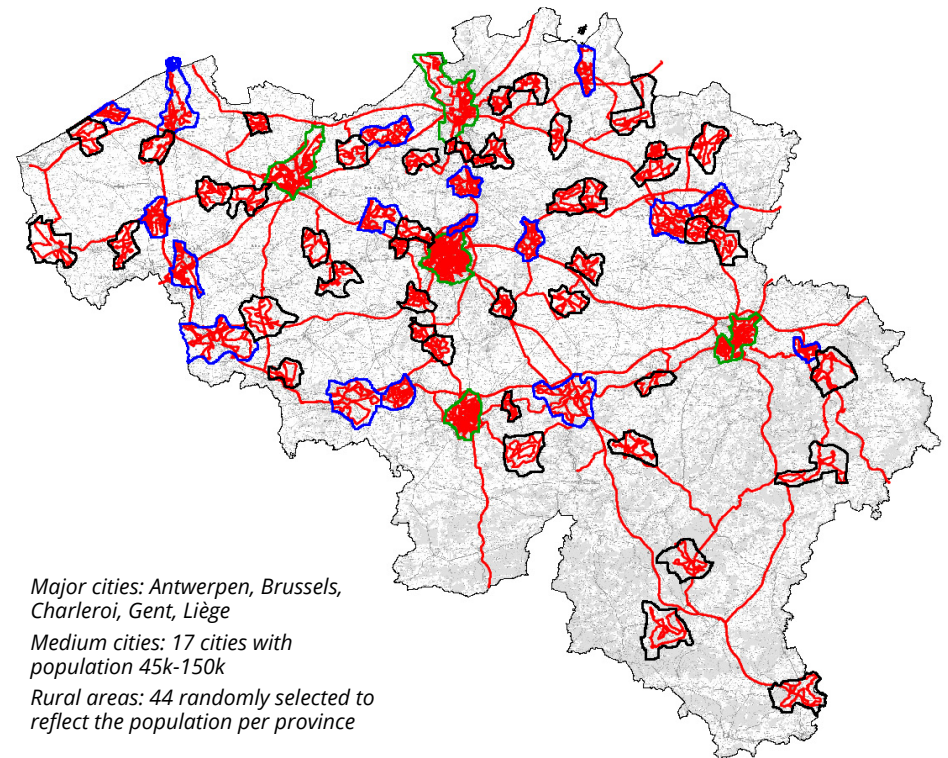 Major cities: Antwerpen, Brussels,
Charleroi, Gent, Liège
Medium cities: 17 cities with
population 45k-150k
Rural areas: 44 randomly selected to
reflect the population per province